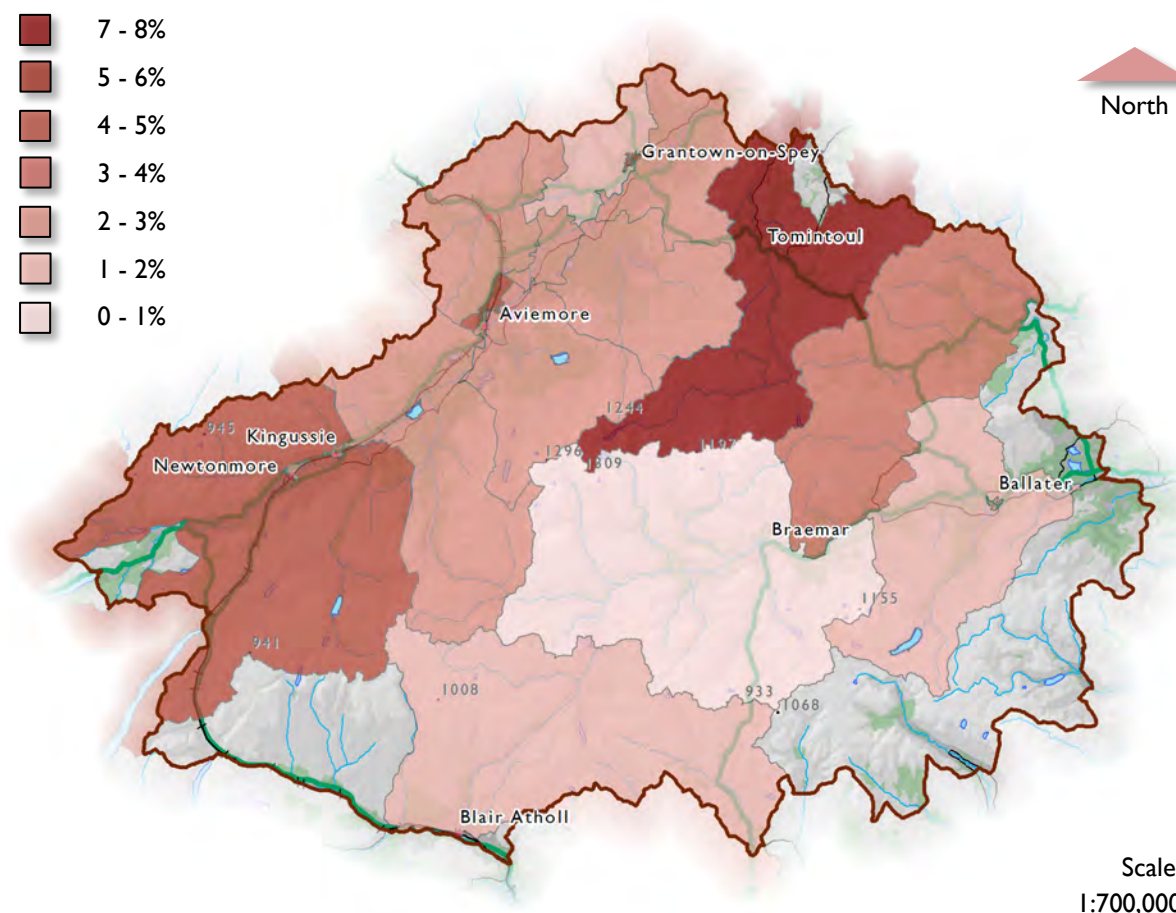 7 - 8%
5 - 6%
4 - 5%
3 - 4%
2 - 3%
1 - 2%
0 - 1%
North
Grantown-on-Spey
Tomintoul
Aviemore
1244
945
Kingussie
1296
1197
1309
Newtonmore
Ballater
Braemar
1155
941
1008
933
1068
Blair Atholl
Scale
1:700,000